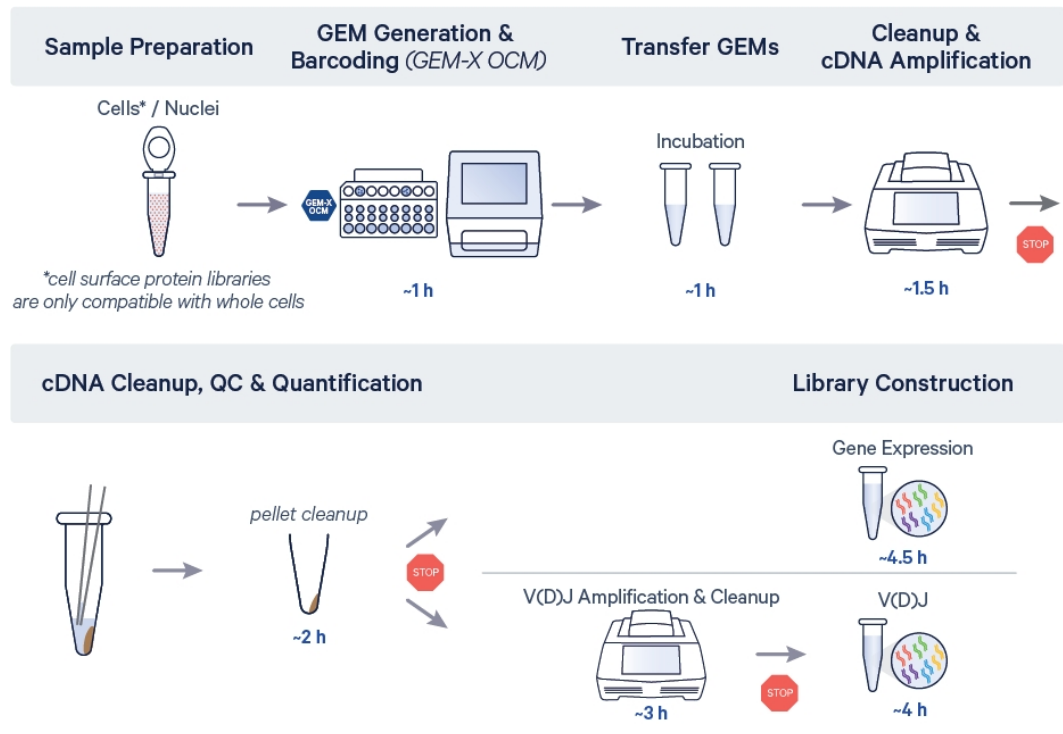 Sample Preparation
GEM Generation &
Barcoding (GEM-X OCM)
Transfer GEMs
Cleanup &
cDNA Amplification
Cells* / Nuclei
Incubation
GEM-X
OCM
STOP
*cell surface protein libraries
are only compatible with whole cells
~1 h
~1 h
~1.5 h
cDNA Cleanup, QC & Quantification
Library Construction
Gene Expression
pellet cleanup
~4.5 h
STOP
V(D)J Amplification & Cleanup
V(D)J
~2 h
STOP
~3 h
~4 h